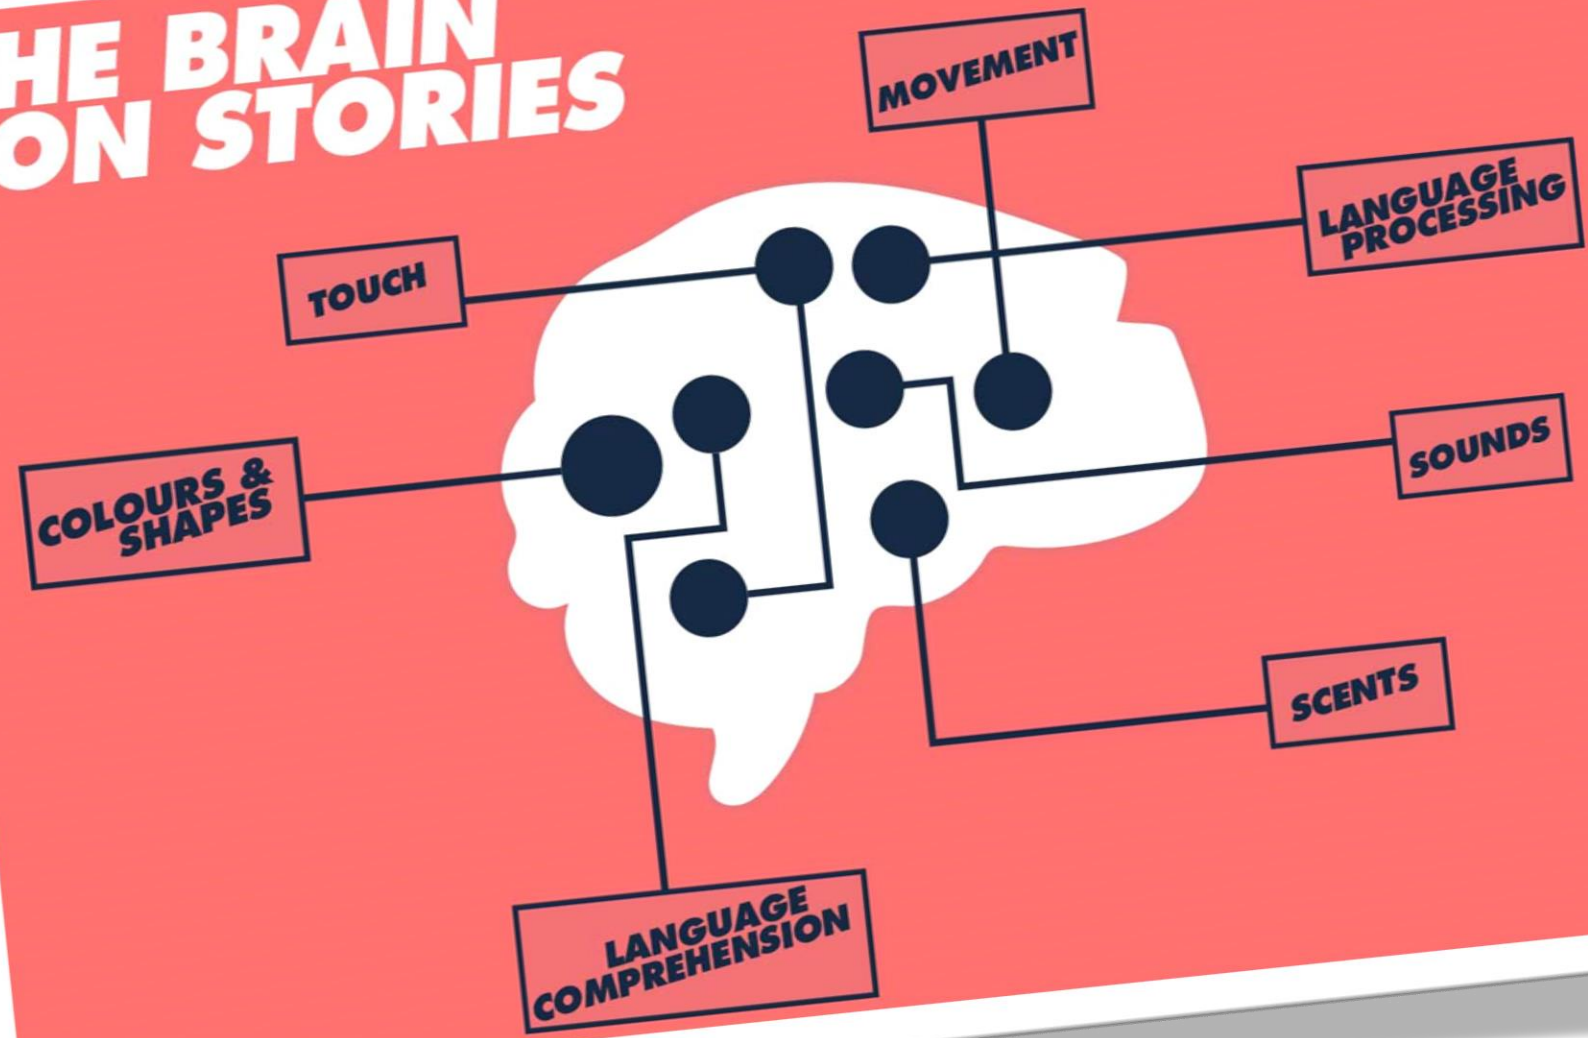 HE BRAIN
ON STORIES
MOVEMENT
LANGUAGE
PROCESSING
TOUCH
SOUNDS
COLOURS &
SHAPES
SCENTS
LANGUAGE
COMPREHENSION